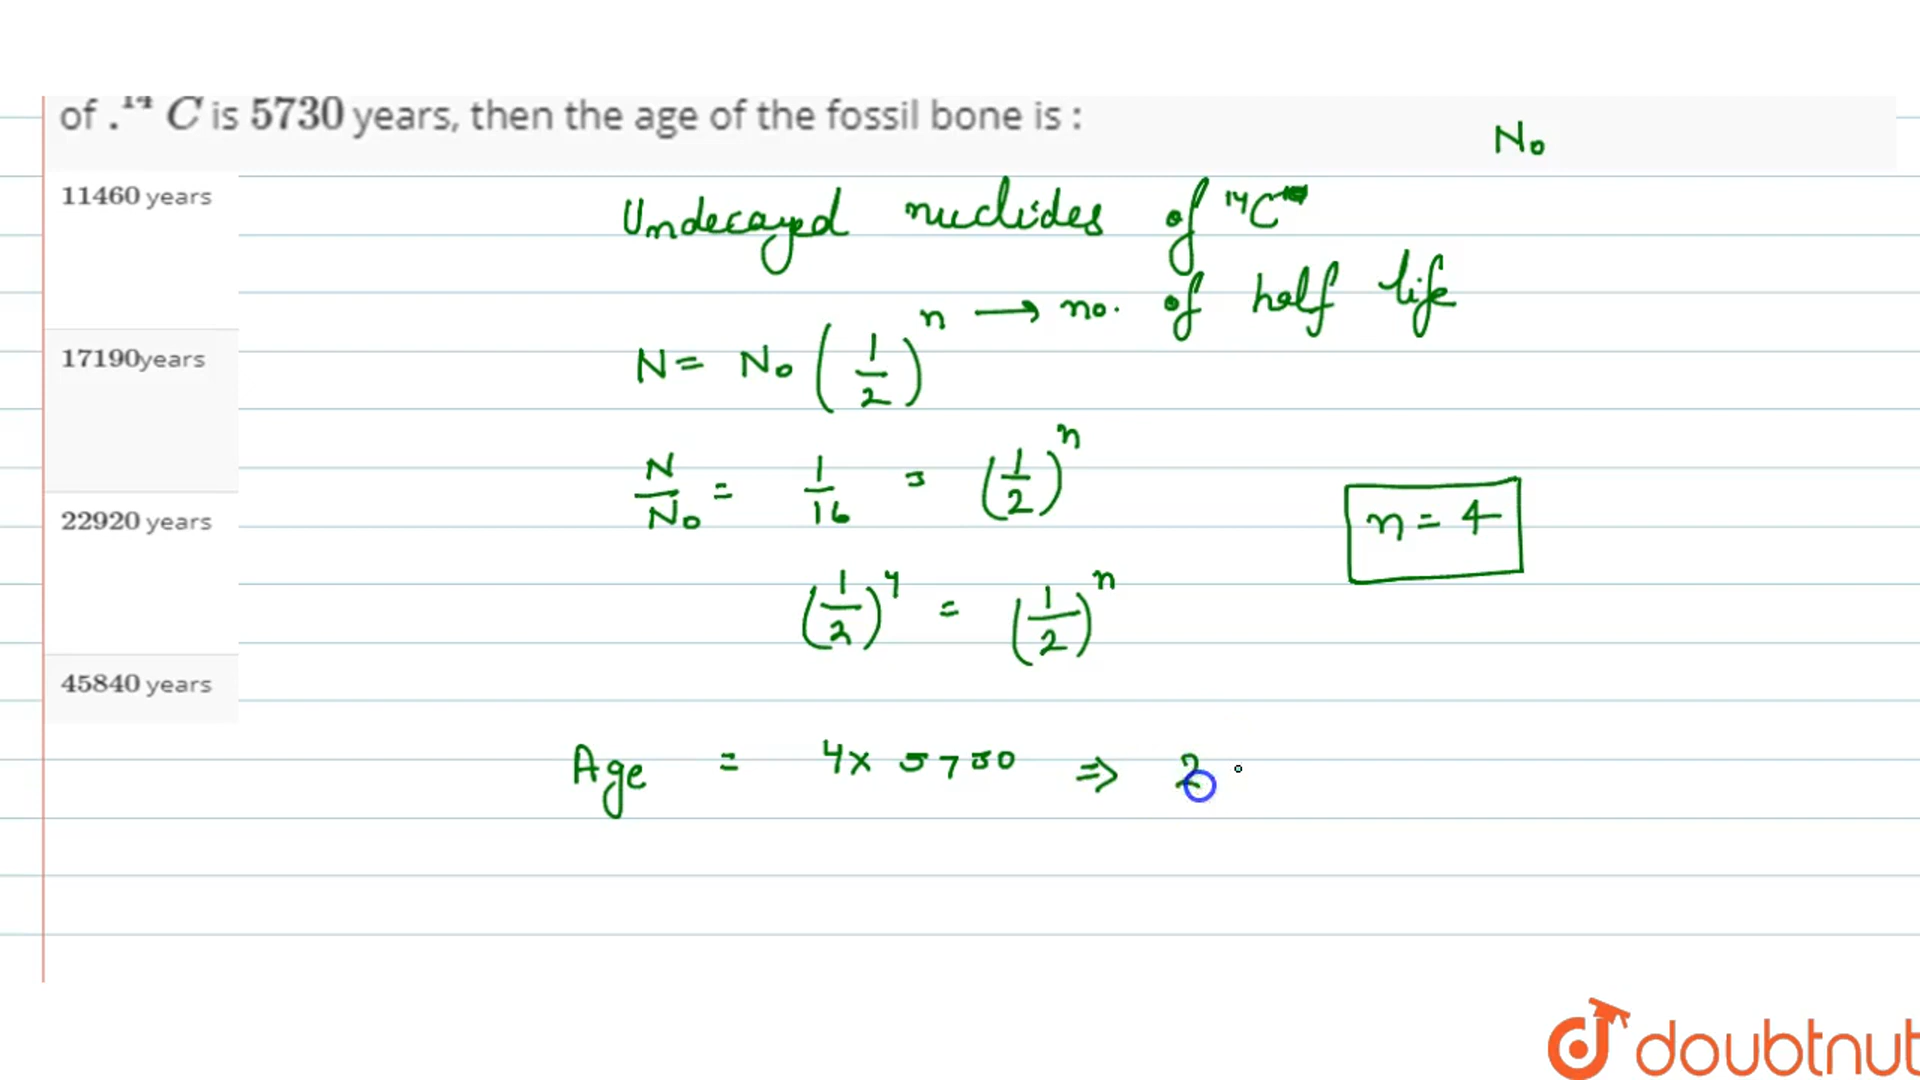 of .¹⁴ C is 5730 years, then the age of the fossil bone is :
N₀
11460 years
Undecayed nuclides of ¹⁴C
n → no. of half life
N = N₀ (1/2)
17190years
N/N₀ = 1/16 = (1/2)ⁿ
n = 4
22920 years
(1/2)⁴ = (1/2)ⁿ
45840 years
Age = 4x 5730 ⇒ 2
doubtnut